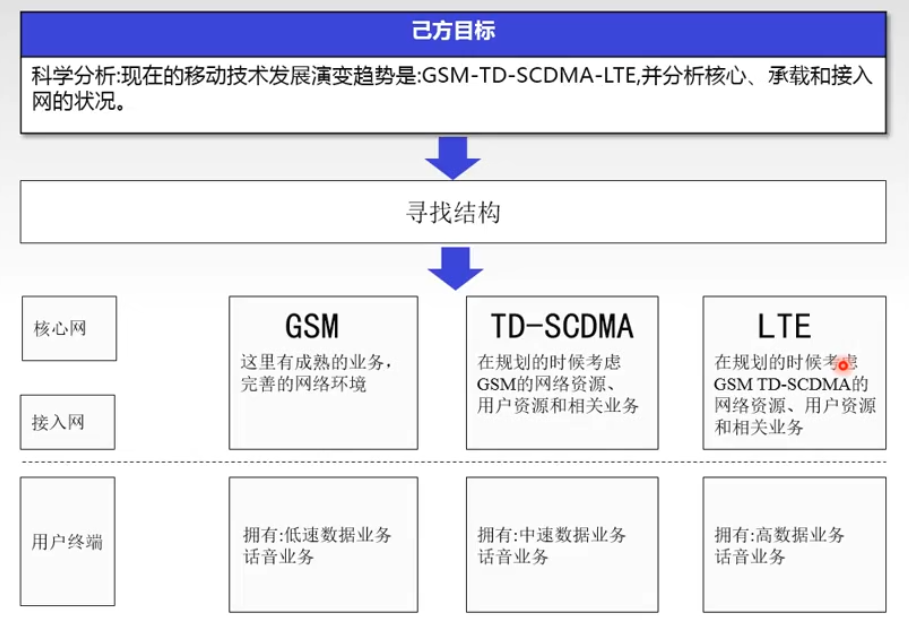 己方目标
科学分析:现在的移动技术发展演变趋势是:GSM-TD-SCDMA-LTE,并分析核心、承载和接入
网的状况。
寻找结构
核心网
接入网
GSM
这里有成熟的业务，
完善的网络环境
TD-SCDMA
在规划的时候考虑
GSM的网络资源、
用户资源和相关业务
LTE
在规划的时候考虑
GSM TD-SCDMA的
网络资源、用户资源
和相关业务
用户终端
拥有:低速数据业务
话音业务
拥有:中速数据业务
话音业务
拥有:高数据业务
话音业务